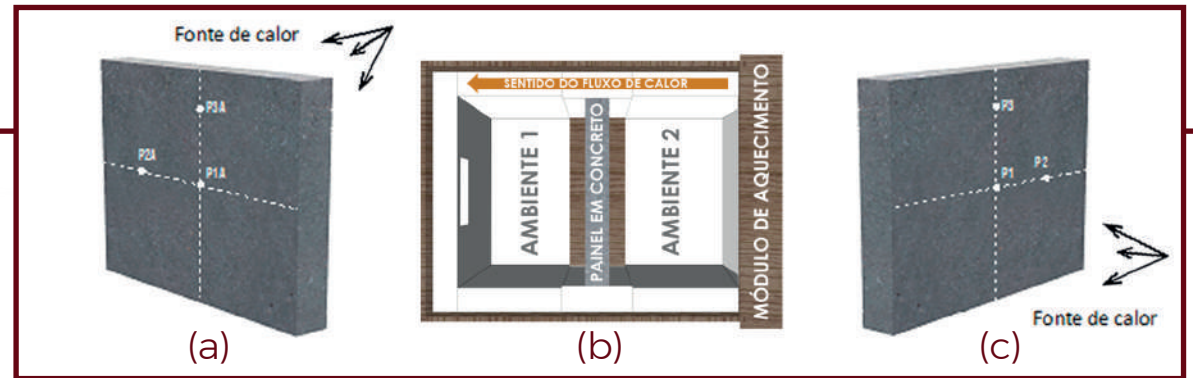 Fonte de calor
P3A
P2A
P1A
(a)
SENTIDO DO FLUXO DE CALOR
AMBIENTE 1
PAINEL EM CONCRETO
AMBIENTE 2
MÓDULO DE AQUECIMENTO
(b)
P3
P1
P2
Fonte de calor
(c)